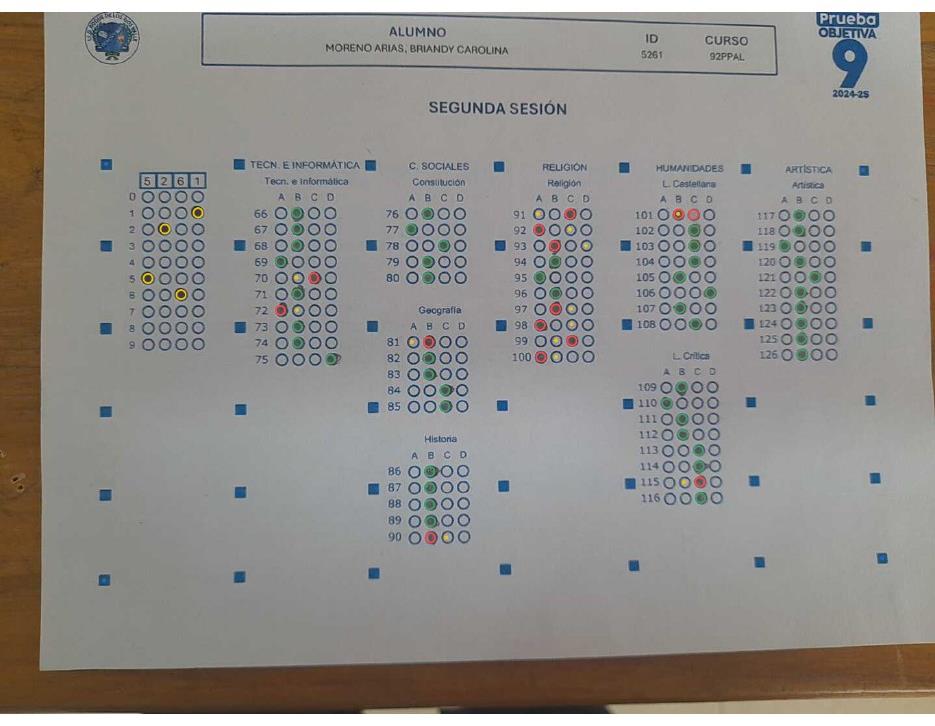 ALUMNO
MORENO ARIAS, BRIANDY CAROLINA
ID
5261
CURSO
92PPAL
Prueba
OBJETIVA
9
2024-2S
SEGUNDA SESIÓN
5 2 6 1
0
1
2
3
4
5
6
7
8
9
TECN. E INFORMÁTICA
Tecn. e Informática
A B C D
66
67
68
69
70
71
72
73
74
75
C. SOCIALES
Constitución
A B C D
76
77
78
79
80
Geografía
A B C D
81
82
83
84
85
Historia
A B C D
86
87
88
89
90
RELIGIÓN
Religión
A B C D
91
92
93
94
95
96
97
98
99
100
HUMANIDADES
L. Castellana
A B C D
101
102
103
104
105
106
107
108
L. Crítica
A B C D
109
110
111
112
113
114
115
116
ARTÍSTICA
Artística
A B C D
117
118
119
120
121
122
123
124
125
126